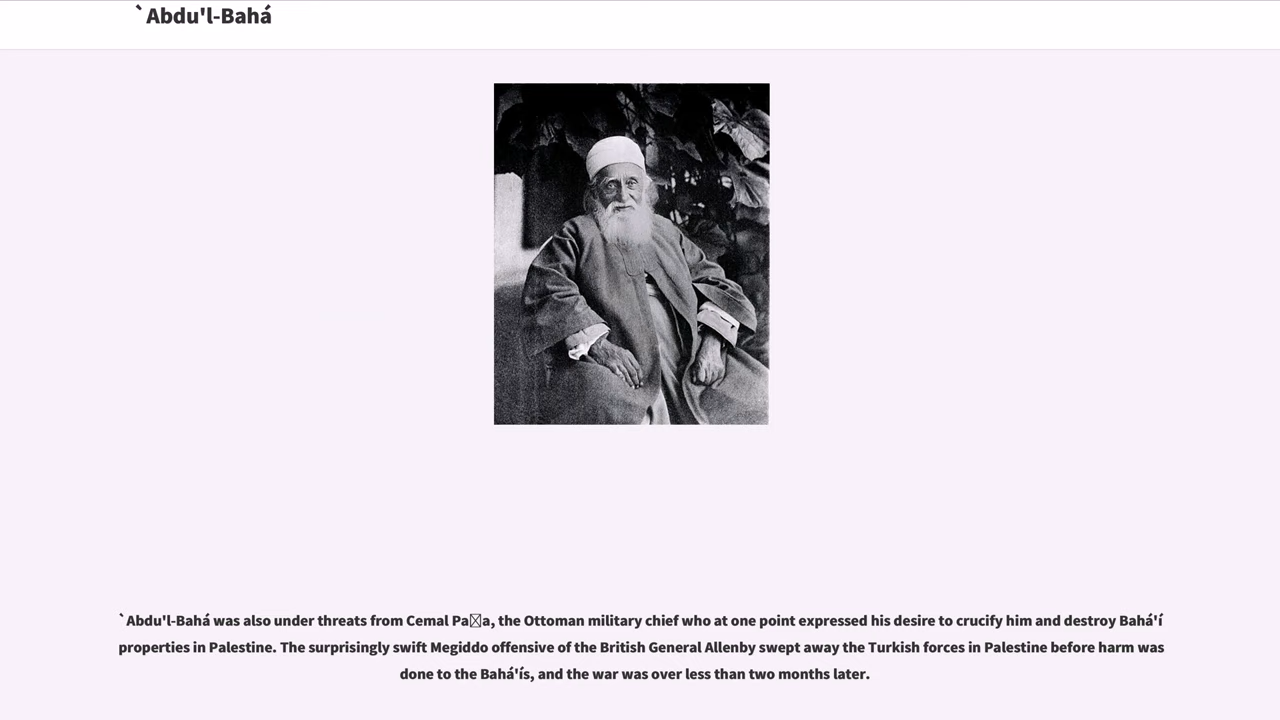 `Abdu'l-Bahá
`Abdu'l-Bahá was also under threats from Cemal Pa□a, the Ottoman military chief who at one point expressed his desire to crucify him and destroy Bahá'í
properties in Palestine. The surprisingly swift Megiddo offensive of the British General Allenby swept away the Turkish forces in Palestine before harm was
done to the Bahá'ís, and the war was over less than two months later.